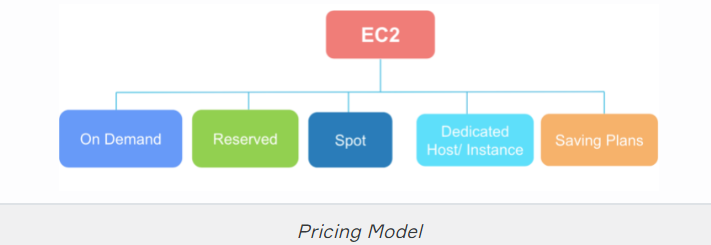 EC2
On Demand
Reserved
Spot
Dedicated
Host/ Instance
Saving Plans
Pricing Model